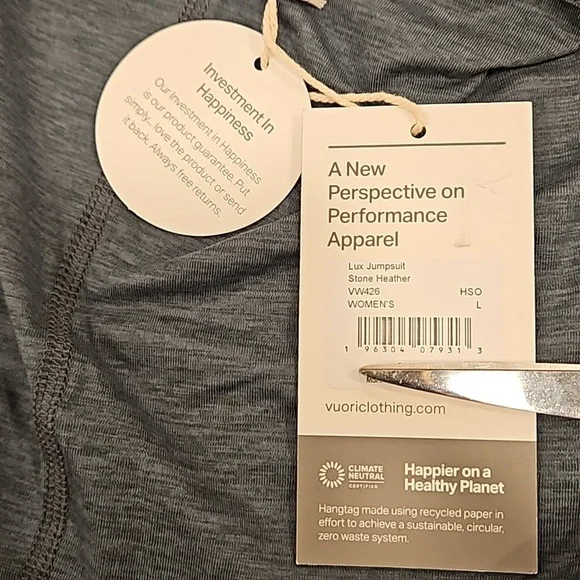 Investment In
Happiness
Our Investment in Happiness
is our product guarantee. Put
simply– love the product or send
it back. Always free returns.
A New
Perspective on
Performance
Apparel
Lux Jumpsuit
Stone Heather
VW426 HSO
WOMEN'S L
1 96304 07931 3
vuoriclothing.com
CLIMATE
NEUTRAL
CERTIFIED
Happier on a
Healthy Planet
Hangtag made using recycled paper in
effort to achieve a sustainable, circular,
zero waste system.